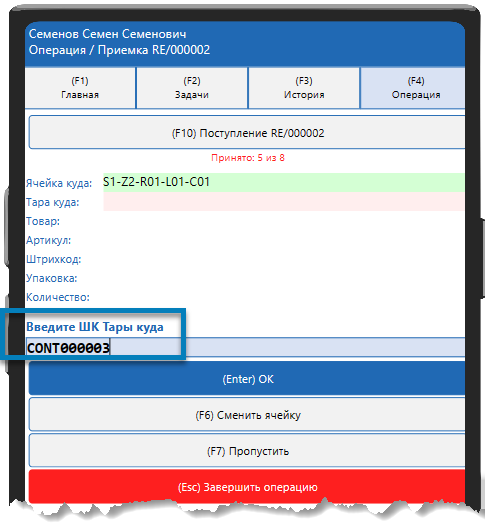 Семенов Семен Семенович
Операция / Приемка RE/000002
(F1) (F2) (F3) (F4)
Главная Задачи История Операция
(F10) Поступление RE/000002
Принято: 5 из 8
Ячейка куда: S1-Z2-R01-L01-C01
Тара куда:
Товар:
Артикул:
Штрихкод:
Упаковка:
Количество:
Введите ШК Тары куда
CONT000003
(Enter) OK
(F6) Сменить ячейку
(F7) Пропустить
(Esc) Завершить операцию